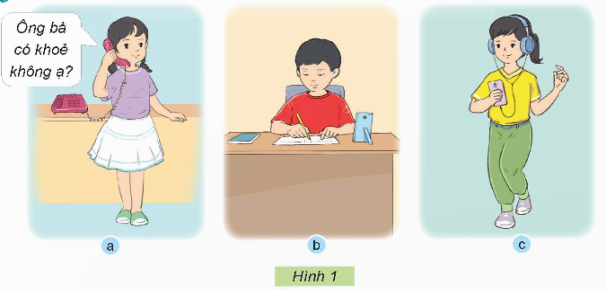 Ông bà
có khoẻ
không ạ?
a
b
c
Hình 1